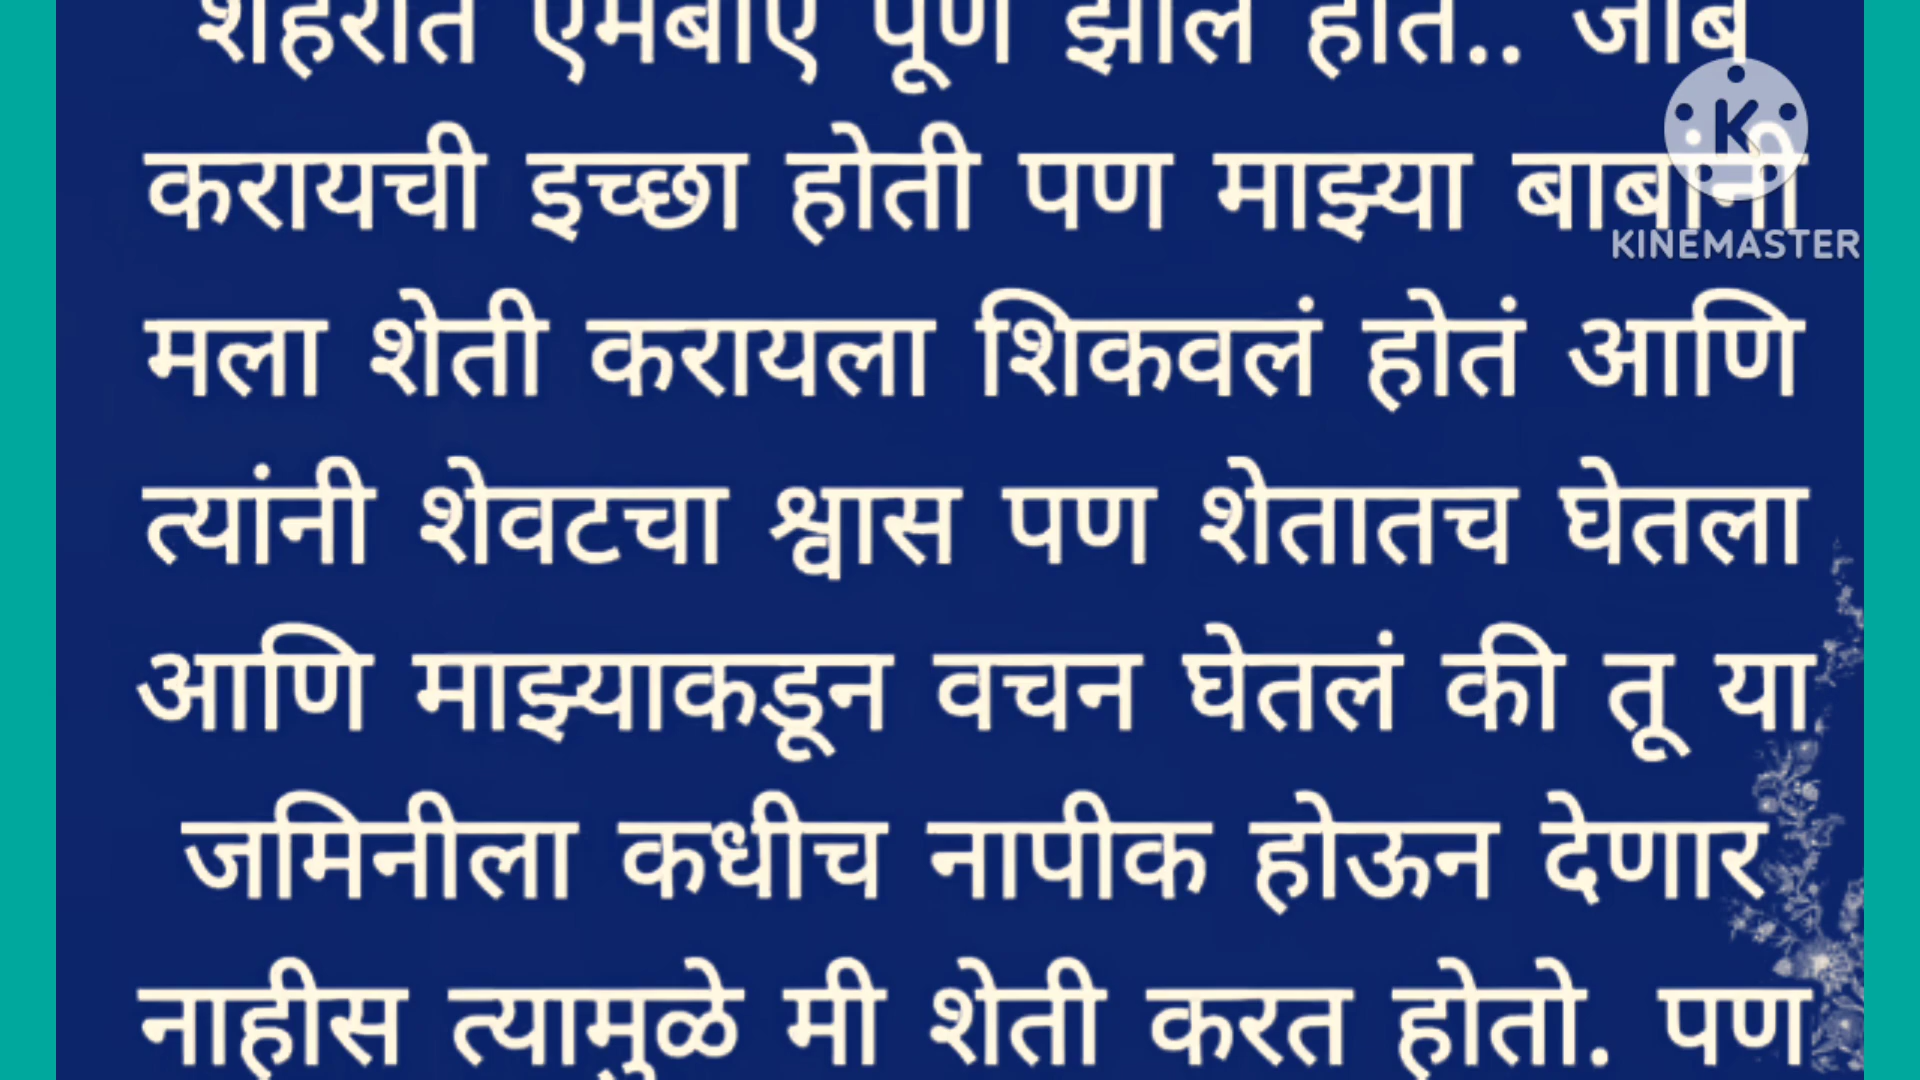 शहरात एमबीए पूर्ण झालं होतं.. जॉब
करायची इच्छा होती पण माझ्या बाबांनी
KINEMASTER
मला शेती करायला शिकवलं होतं आणि
त्यांनी शेवटचा श्वास पण शेतातच घेतला
आणि माझ्याकडून वचन घेतलं की तू या
जमिनीला कधीच नापीक होऊन देणार
नाहीस त्यामुळे मी शेती करत होतो. पण